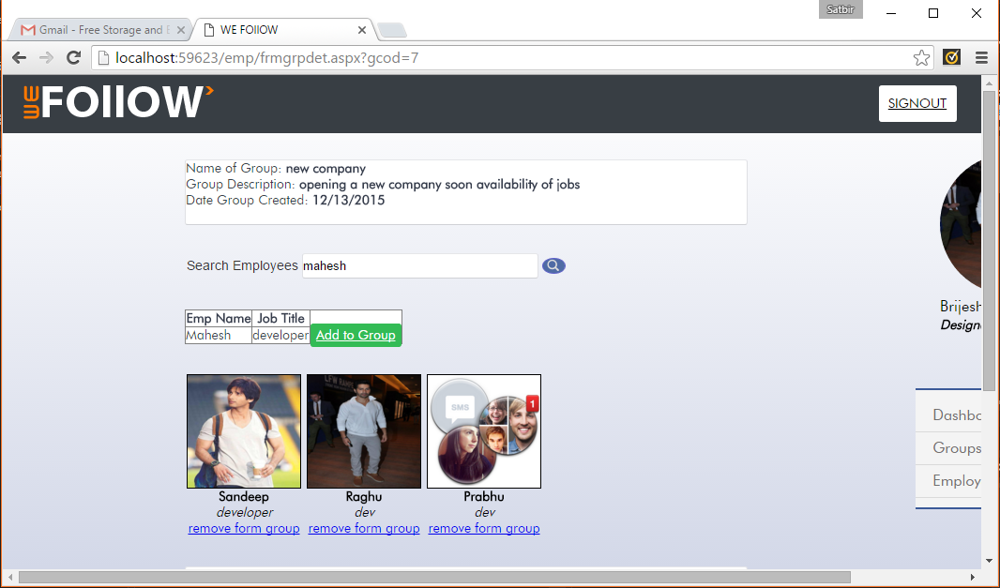 Satbir
Gmail - Free Storage and E
WE FOllOW
localhost:59623/emp/frmgrpdet.aspx?gcod=7
WE FOllOW
SIGNOUT
Name of Group: new company
Group Description: opening a new company soon availability of jobs
Date Group Created: 12/13/2015
Search Employees mahesh
Emp Name Job Title
Mahesh developer Add to Group
SMS
1
Sandeep Raghu Prabhu
developer dev dev
remove form group remove form group remove form group
Brijesh
Design
Dashbo
Groups
Employ